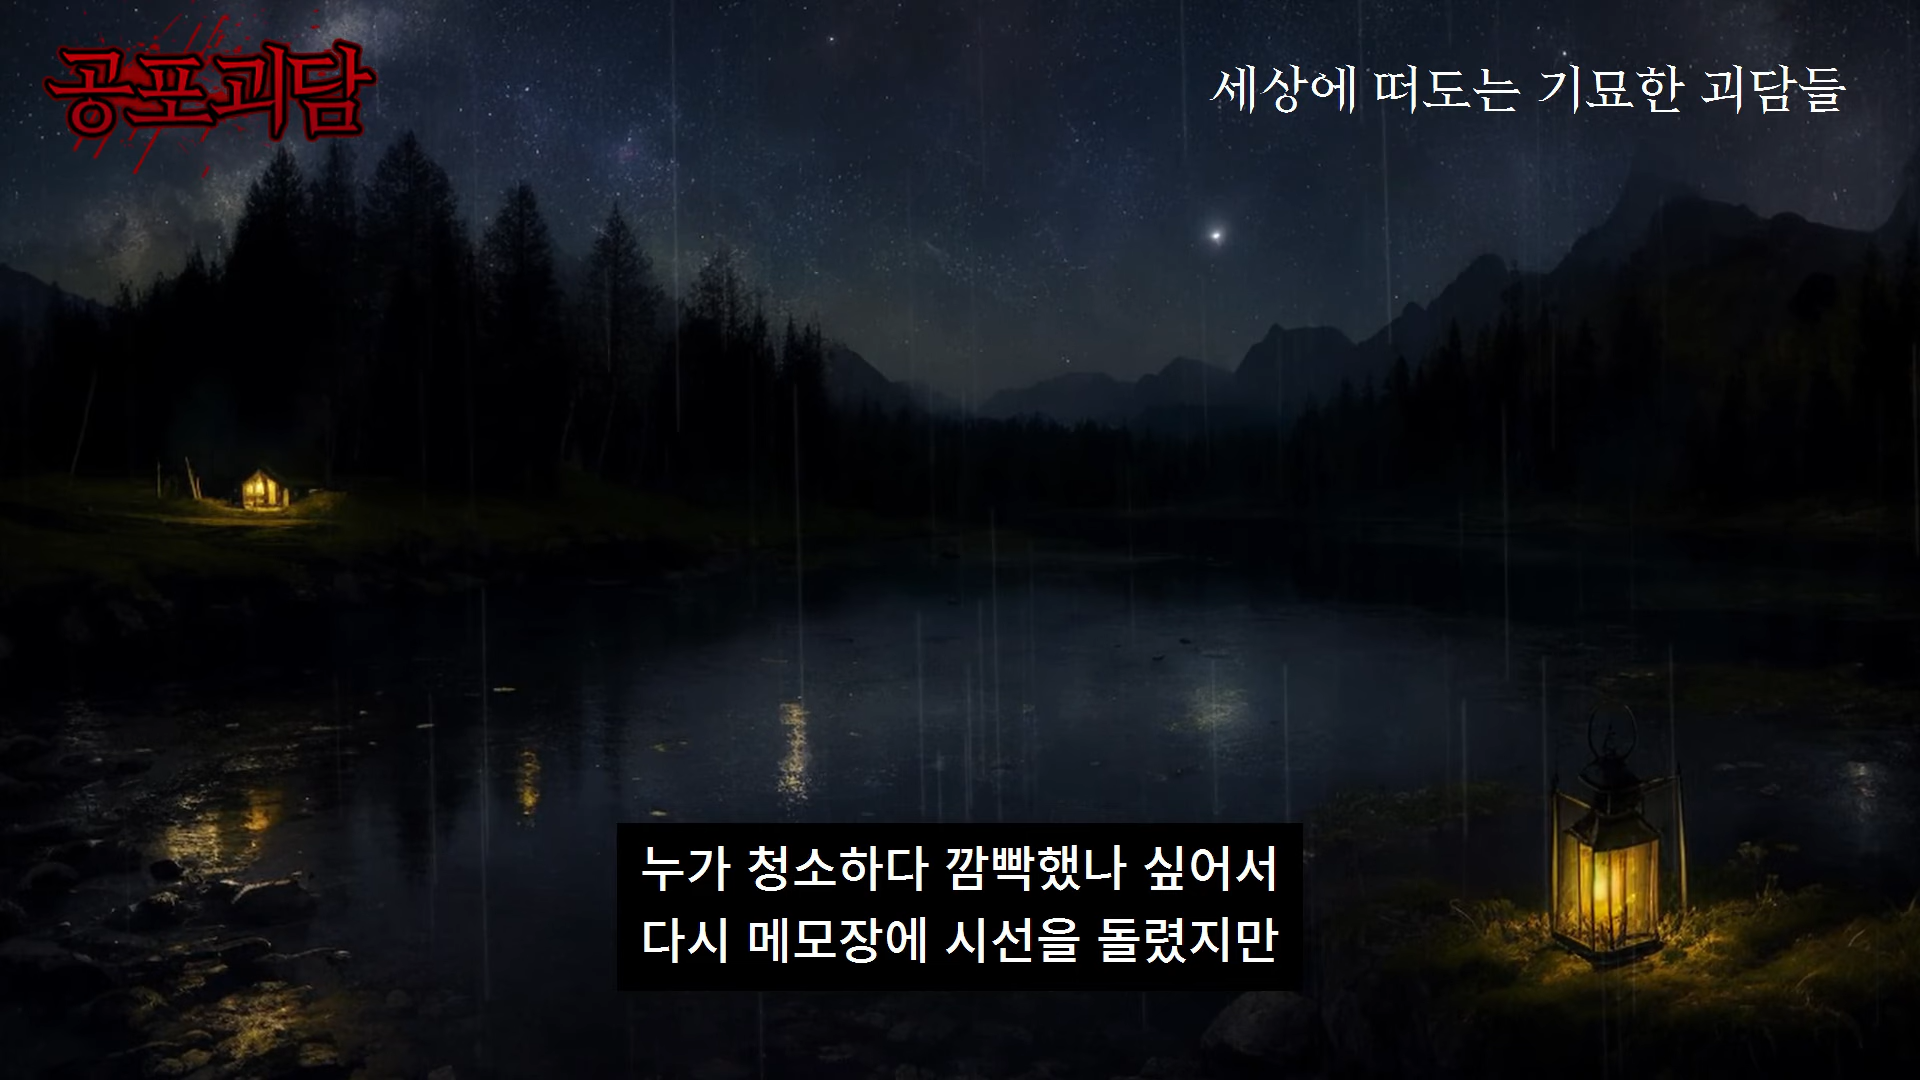 공포괴담
세상에 떠도는 기묘한 괴담들
누가 청소하다 깜빡했나 싶어서
다시 메모장에 시선을 돌렸지만